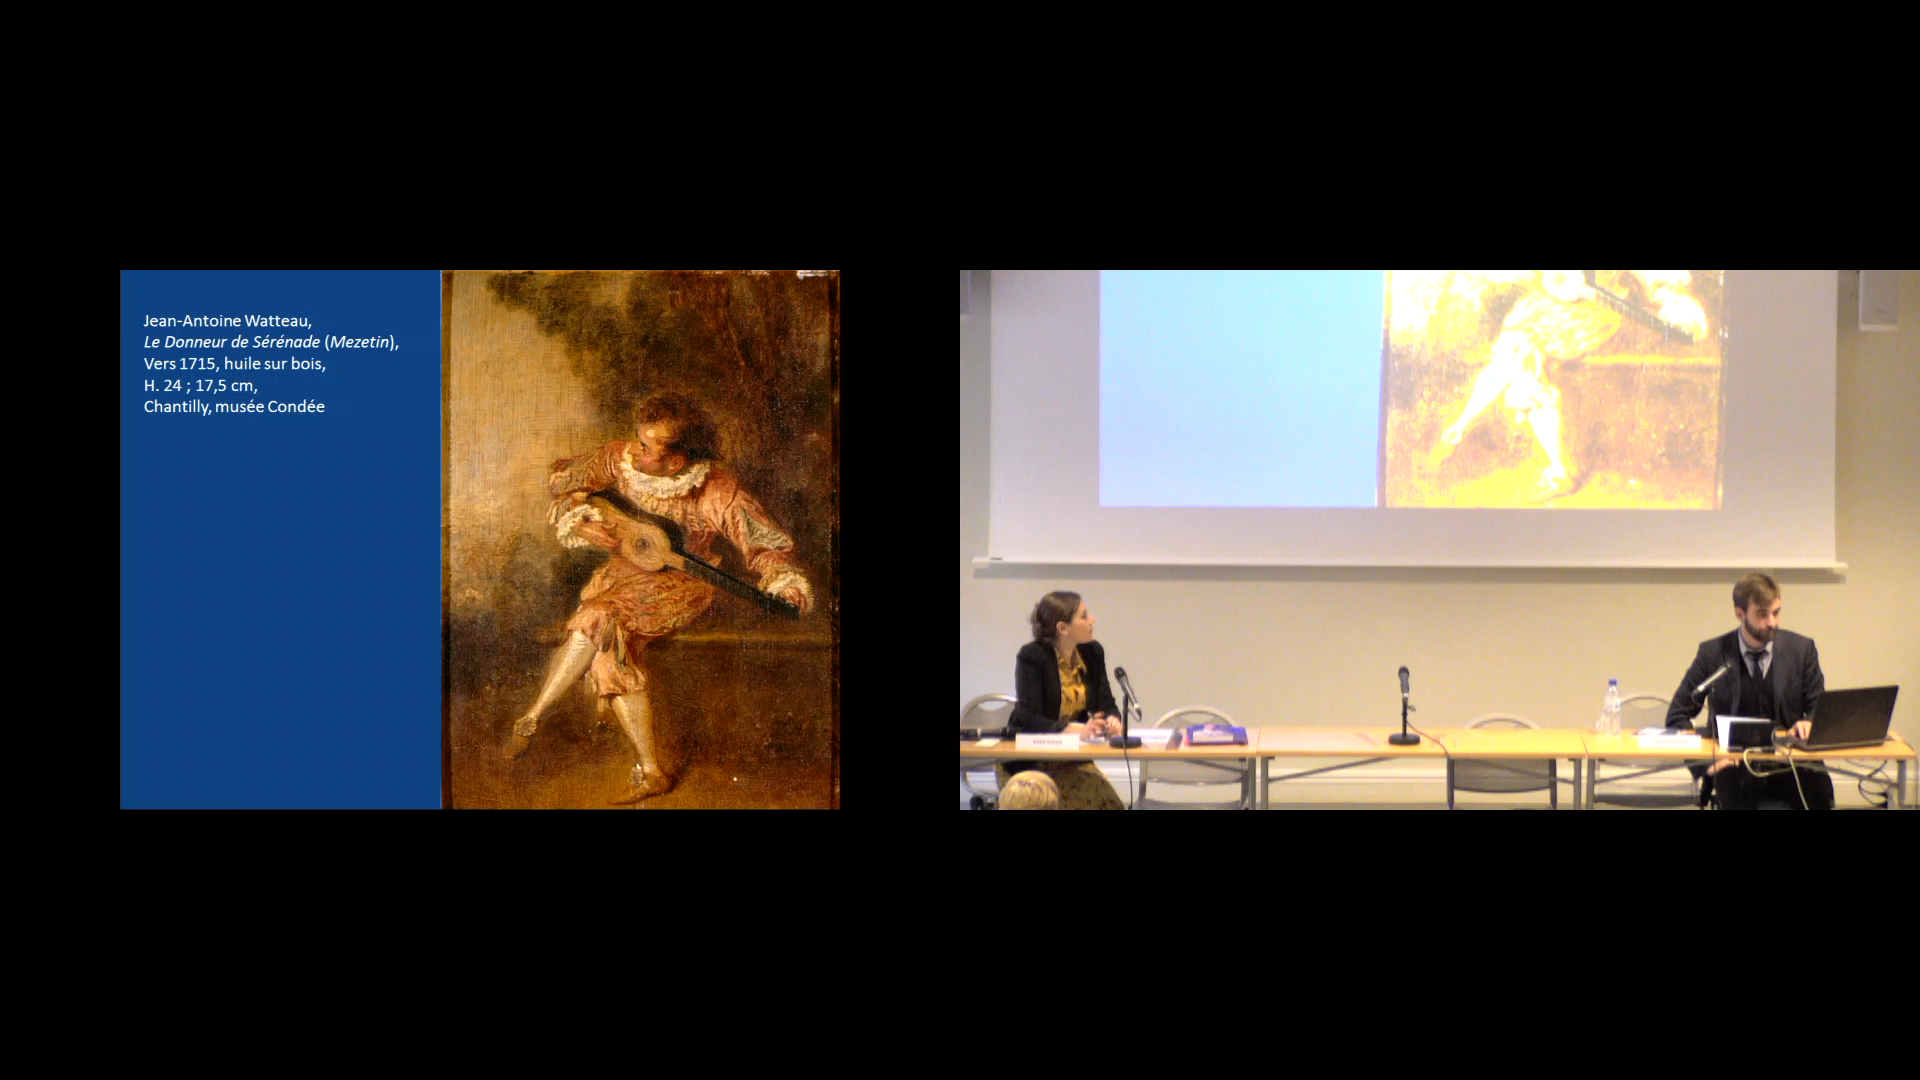 Jean-Antoine Watteau,
Le Donneur de Sérénade (Mezetin),
Vers 1715, huile sur bois,
H. 24 ; 17,5 cm,
Chantilly, musée Condée